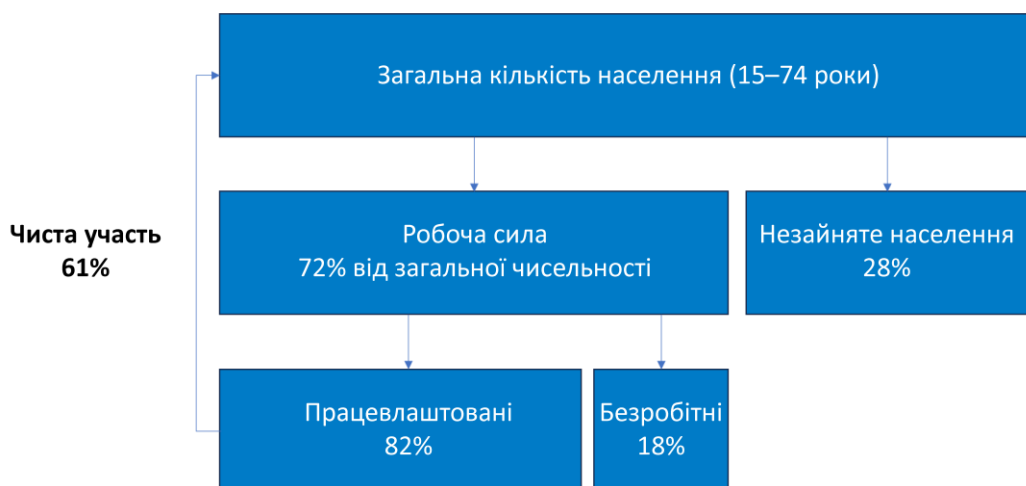 Загальна кількість населення (15–74 роки)
Чиста участь
61%
Робоча сила
72% від загальної чисельності
Незайняте населення
28%
Працевлаштовані
82%
Безробітні
18%